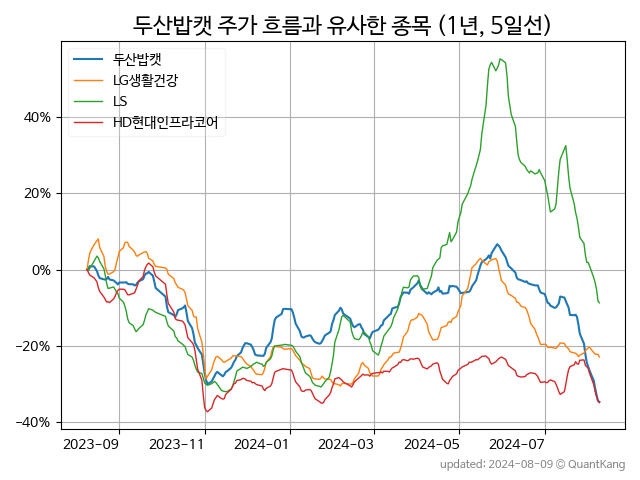 두산밥캣 주가 흐름과 유사한 종목 (1년, 5일선)
두산밥캣
LG생활건강
LS
HD현대인프라코어
40%
20%
0%
−20%
−40%
2023-09
2023-11
2024-01
2024-03
2024-05
2024-07
updated: 2024-08-09 © QuantKang